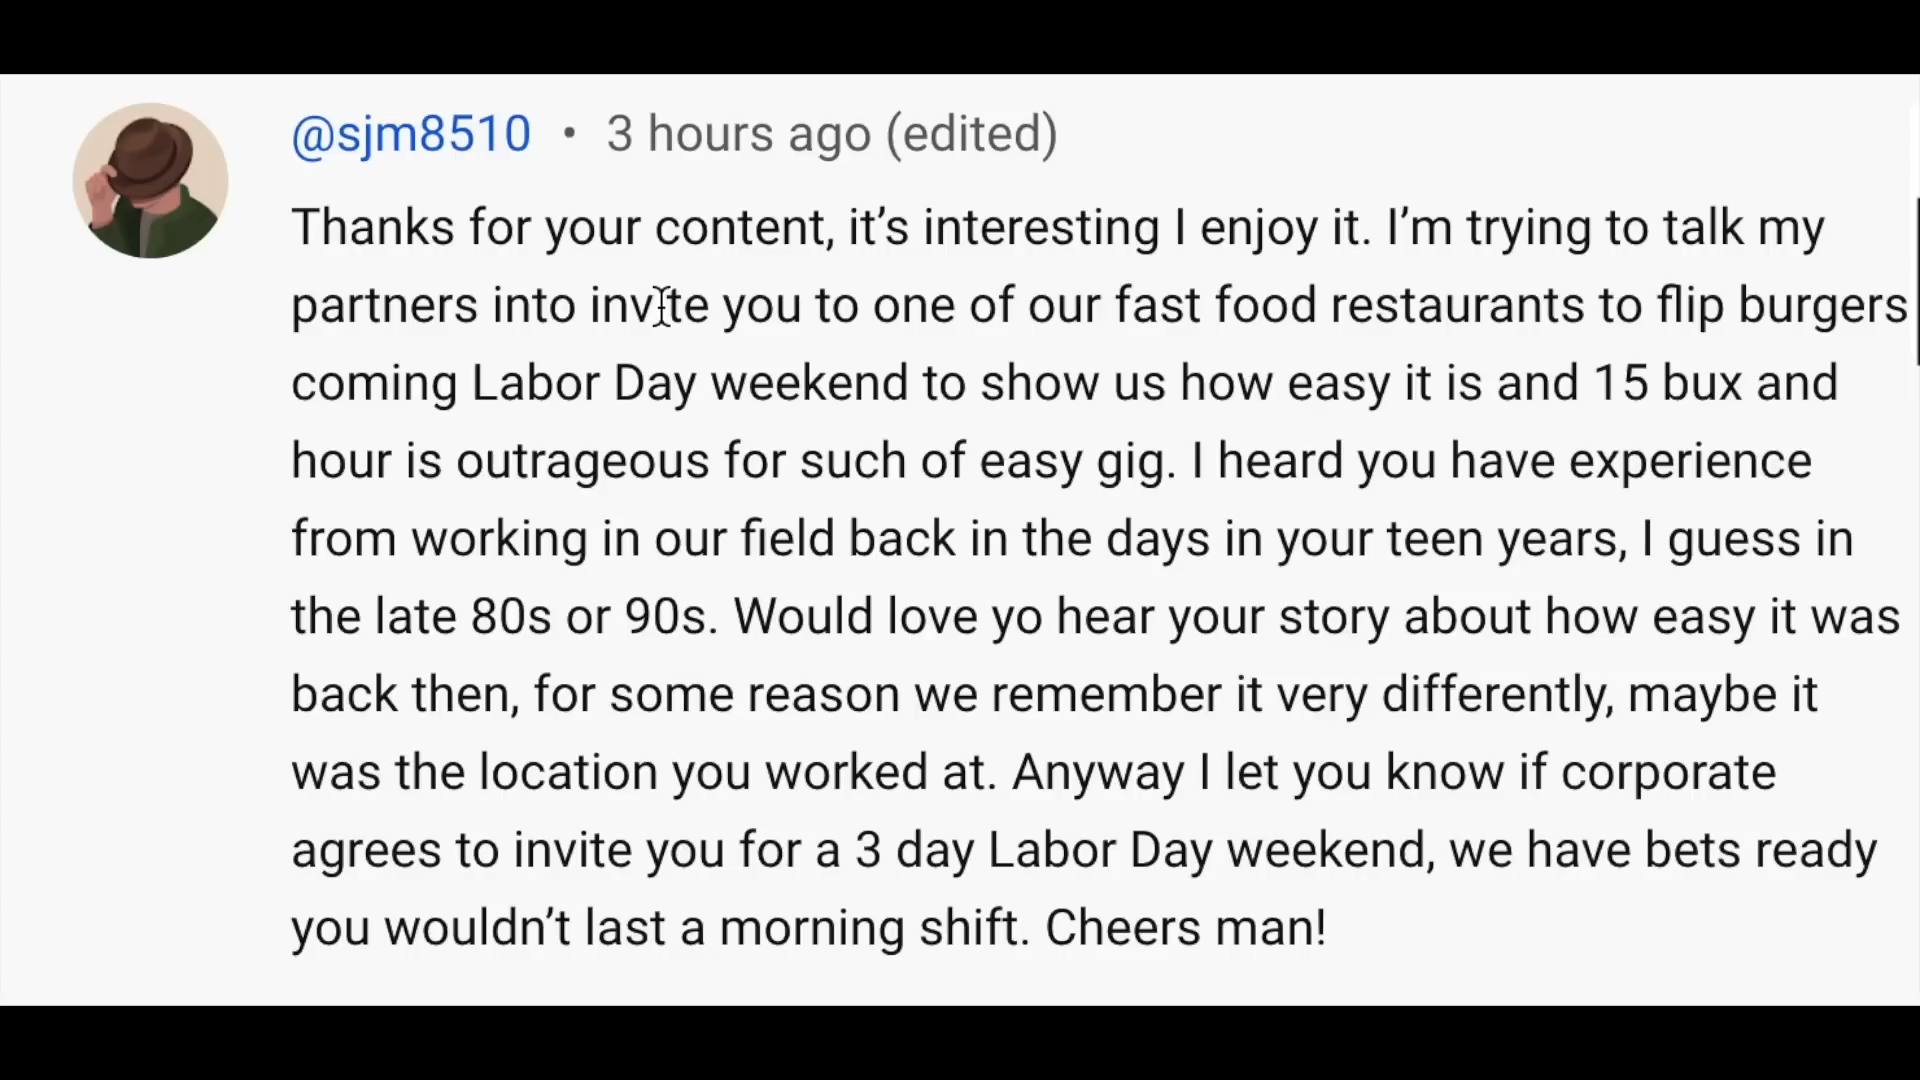 @sjm8510 • 3 hours ago (edited)
Thanks for your content, it’s interesting I enjoy it. I’m trying to talk my
partners into invite you to one of our fast food restaurants to flip burgers
coming Labor Day weekend to show us how easy it is and 15 bux and
hour is outrageous for such of easy gig. I heard you have experience
from working in our field back in the days in your teen years, I guess in
the late 80s or 90s. Would love yo hear your story about how easy it was
back then, for some reason we remember it very differently, maybe it
was the location you worked at. Anyway I let you know if corporate
agrees to invite you for a 3 day Labor Day weekend, we have bets ready
you wouldn’t last a morning shift. Cheers man!